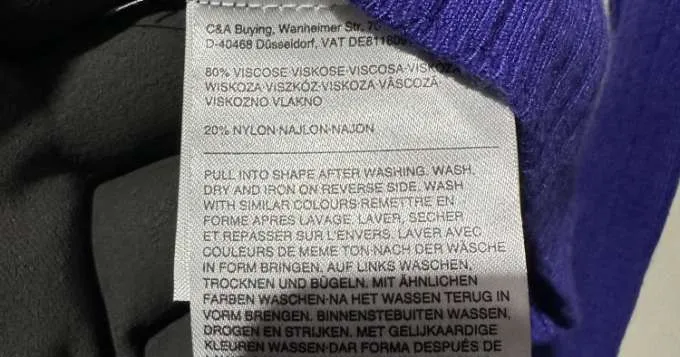 C&A Buying, Wanheimer Str.
D-40468 Düsseldorf, VAT
80% VISCOSE·VISKOSE·VISCOSA·VISKOZA
WISKOZA·VISZKÓZ·VISKOZA·VÂSCOZÃ
VISKOZNO VLAKNO
20% NYLON·NAJLON·NAJON
PULL INTO SHAPE AFTER WASHING. WASH,
DRY AND IRON ON REVERSE SIDE. WASH
WITH SIMILAR COLOURS·REMETTRE EN
FORME APRES LAVAGE. LAVER, SECHER
ET REPASSER SUR L'ENVERS. LAVER AVEC
COULEURS DE MEME TON·NACH DER WÄSCHE
IN FORM BRINGEN. AUF LINKS WASCHEN,
TROCKNEN UND BÜGELN. MIT ÄHNLICHEN
FARBEN WASCHEN·NA HET WASSEN TERUG IN
VORM BRENGEN. BINNENSTEBUITEN WASSEN,
DROGEN EN STRIJKEN. MET GELIJKAARDIGE
KLEUREN WASSEN·DAR FORMA DESPUÉS DE